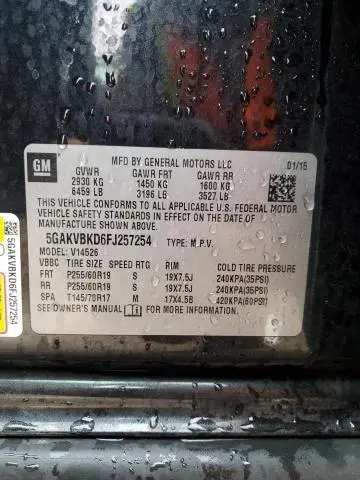 GM
MFD BY GENERAL MOTORS LLC 01/15
GVWR GAWR FRT GAWR RR
2930 KG 1450 KG 1600 KG
6459 LB 3196 LB 3527 LB
THIS VEHICLE CONFORMS TO ALL APPLICABLE U.S. FEDERAL MOTOR
VEHICLE SAFETY STANDARDS IN EFFECT ON THE DATE OF
MANUFACTURE SHOWN ABOVE.
5GAKVBKD6FJ257254 TYPE: M.P.V.
MODEL: V14526
VBBC TIRE SIZE SPEED RTG RIM COLD TIRE PRESSURE
FRT P255/60R19 S 19X7.5J 240KPA(35PSI)
RR P255/60R19 S 19X7.5J 240KPA(35PSI)
SPA T145/70R17 M 17X4.5B 420KPA(60PSI)
SEE OWNER'S MANUAL FOR MORE INFORMATION.
5GAKVBKD6FJ257254